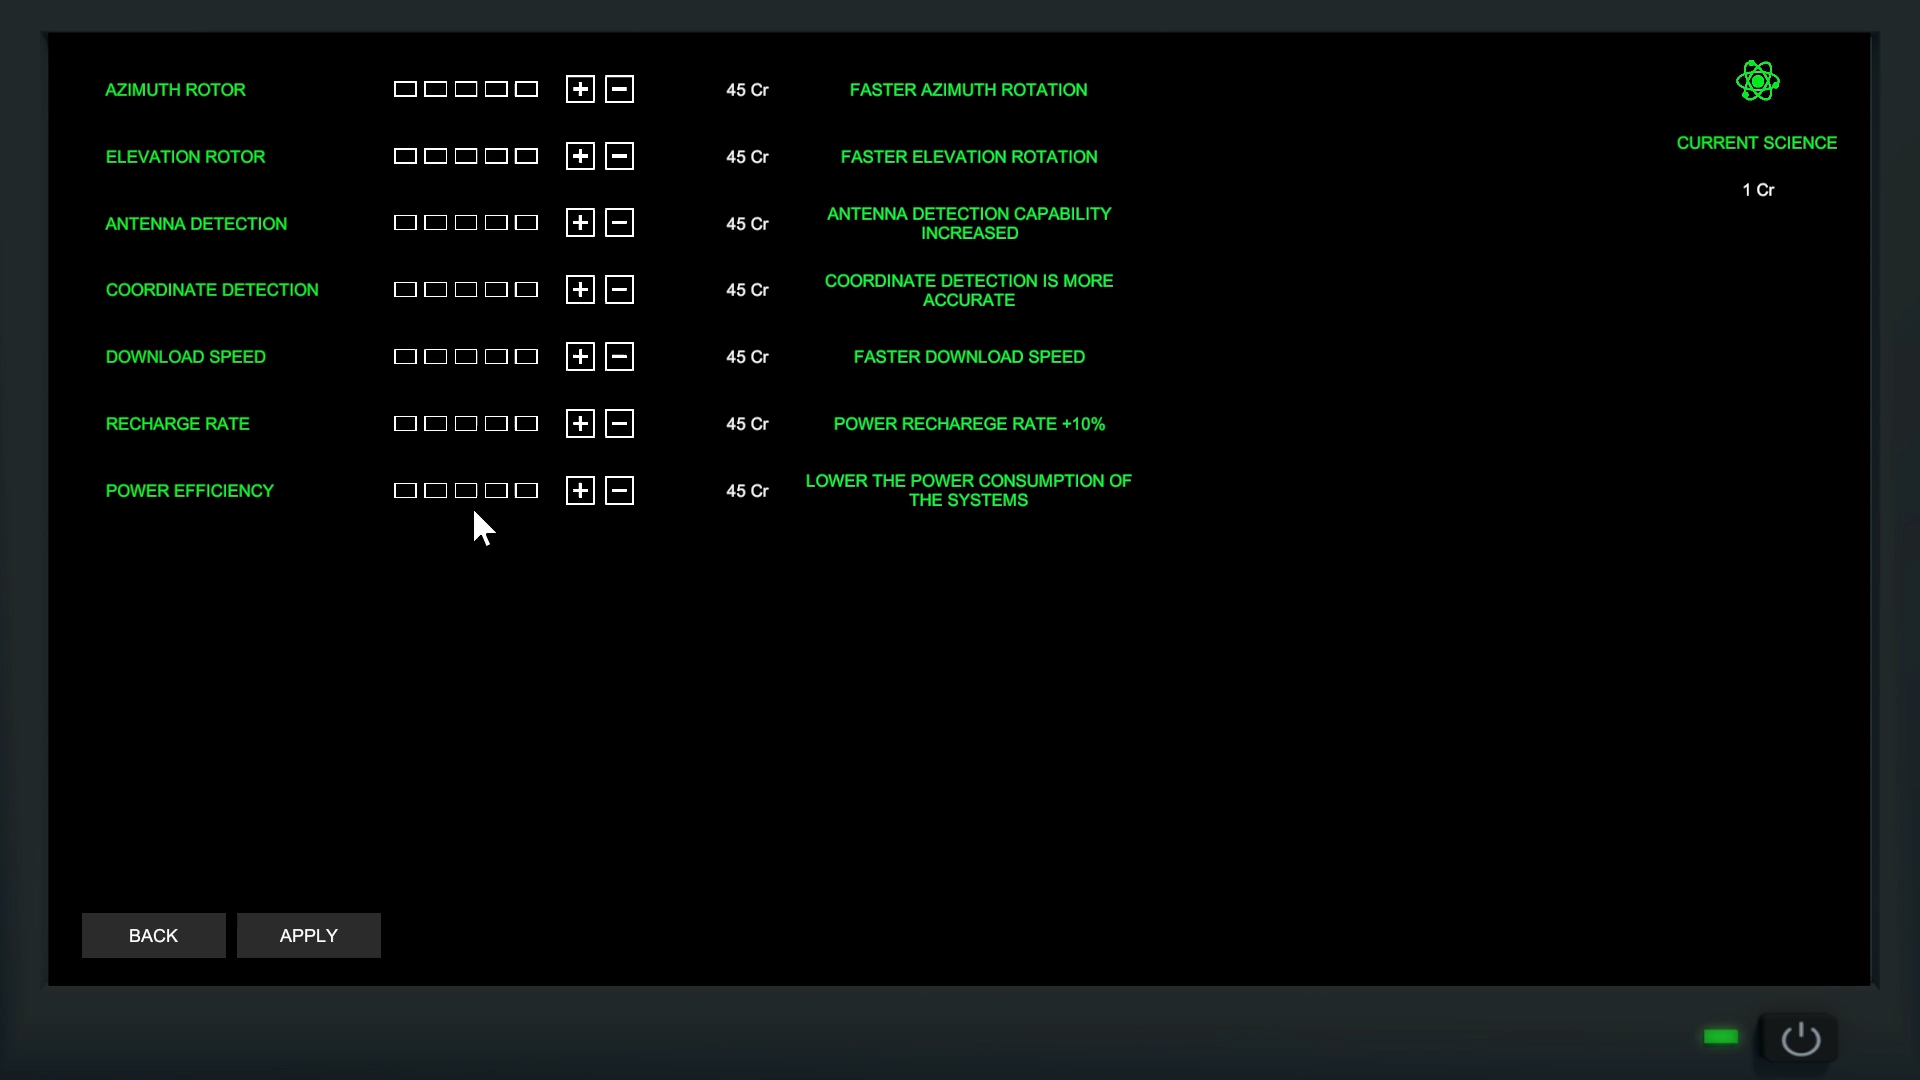 AZIMUTH ROTOR 45 Cr FASTER AZIMUTH ROTATION
ELEVATION ROTOR 45 Cr FASTER ELEVATION ROTATION
ANTENNA DETECTION 45 Cr ANTENNA DETECTION CAPABILITY
INCREASED
COORDINATE DETECTION 45 Cr COORDINATE DETECTION IS MORE
ACCURATE
DOWNLOAD SPEED 45 Cr FASTER DOWNLOAD SPEED
RECHARGE RATE 45 Cr POWER RECHAREGE RATE +10%
POWER EFFICIENCY 45 Cr LOWER THE POWER CONSUMPTION OF
THE SYSTEMS
CURRENT SCIENCE
1 Cr
BACK APPLY